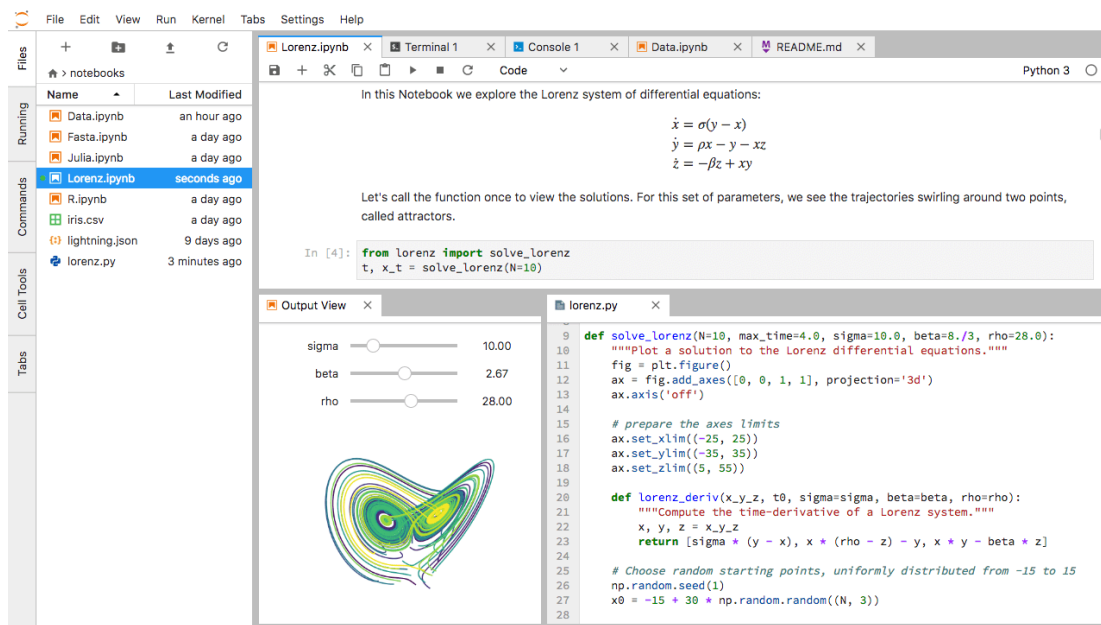 File Edit View Run Kernel Tabs Settings Help
Files
Running
Commands
Cell Tools
Tabs
> notebooks
Name Last Modified
Data.ipynb an hour ago
Fasta.ipynb a day ago
Julia.ipynb a day ago
Lorenz.ipynb seconds ago
R.ipynb a day ago
iris.csv a day ago
lightning.json 9 days ago
lorenz.py 3 minutes ago
Lorenz.ipynb Terminal 1 Console 1 Data.ipynb README.md
Code Python 3
In this Notebook we explore the Lorenz system of differential equations:
ẋ = σ(y − x)
ẏ = ρx − y − xz
ż = −βz + xy
Let's call the function once to view the solutions. For this set of parameters, we see the trajectories swirling around two points,
called attractors.
In [4]: from lorenz import solve_lorenz
t, x_t = solve_lorenz(N=10)
Output View
sigma 10.00
beta 2.67
rho 28.00
lorenz.py
9 def solve_lorenz(N=10, max_time=4.0, sigma=10.0, beta=8./3, rho=28.0):
10 """Plot a solution to the Lorenz differential equations."""
11 fig = plt.figure()
12 ax = fig.add_axes([0, 0, 1, 1], projection='3d')
13 ax.axis('off')
14
15 # prepare the axes limits
16 ax.set_xlim((-25, 25))
17 ax.set_ylim((-35, 35))
18 ax.set_zlim((5, 55))
19
20 def lorenz_deriv(x_y_z, t0, sigma=sigma, beta=beta, rho=rho):
21 """Compute the time-derivative of a Lorenz system."""
22 x, y, z = x_y_z
23 return [sigma * (y - x), x * (rho - z) - y, x * y - beta * z]
24
25 # Choose random starting points, uniformly distributed from -15 to 15
26 np.random.seed(1)
27 x0 = -15 + 30 * np.random.random((N, 3))
28